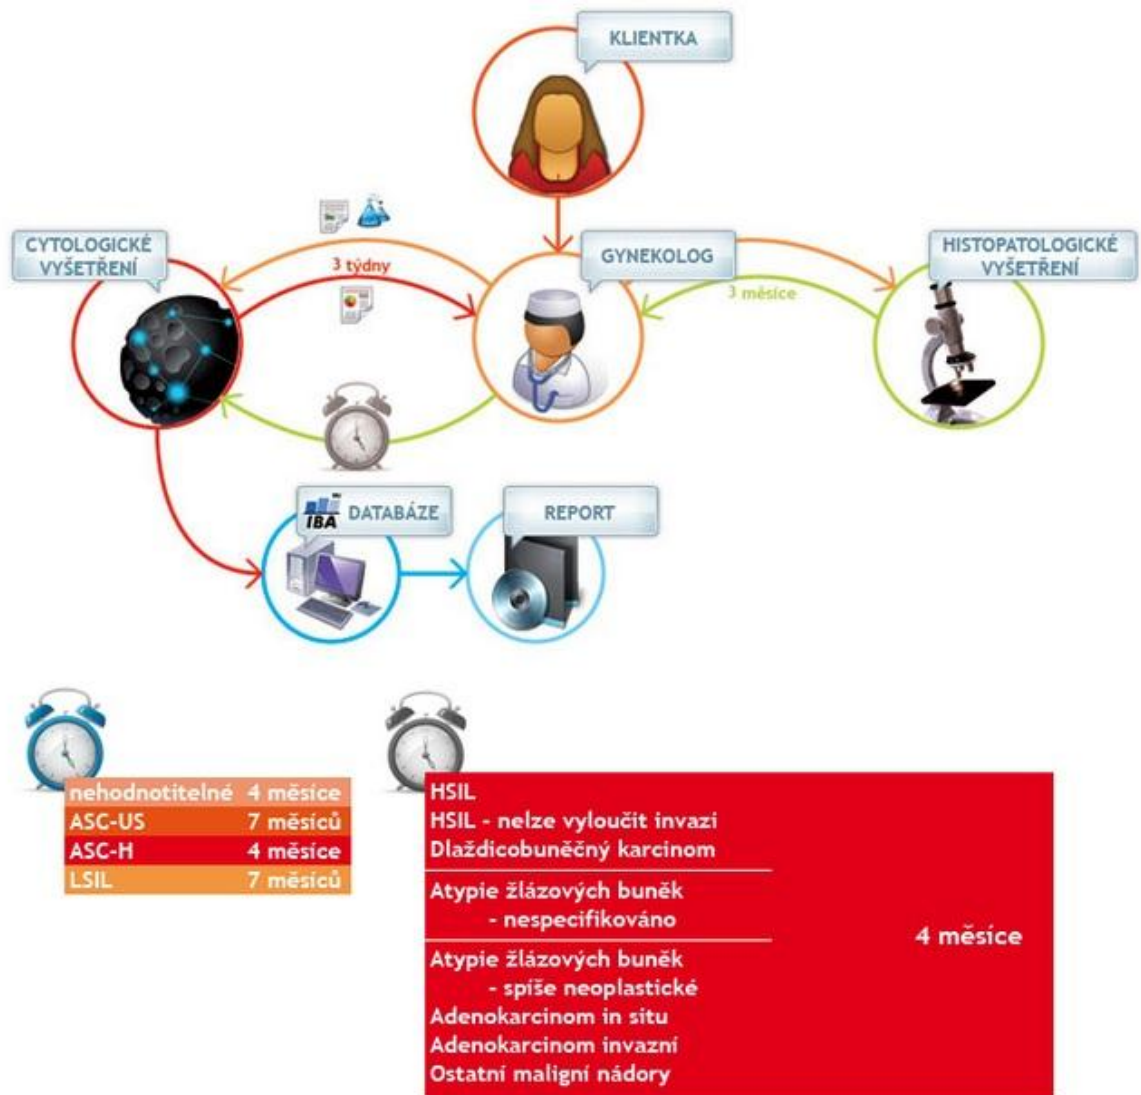 KLIENTKA
CYTOLOGICKÉ
VYŠETŘENÍ
3 týdny
GYNEKOLOG
3 měsíce
HISTOPATOLOGICKÉ
VYŠETŘENÍ
MU
IBA DATABÁZE
REPORT
nehodnotitelné 4 měsíce
ASC-US 7 měsíců
ASC-H 4 měsíce
LSIL 7 měsíců
HSIL
HSIL - nelze vyloučit invazi
Dlaždicobuněčný karcinom
Atypie žlázových buněk
- nespecifikováno
4 měsíce
Atypie žlázových buněk
- spíše neoplastické
Adenokarcinom in situ
Adenokarcinom invazní
Ostatní maligní nádory